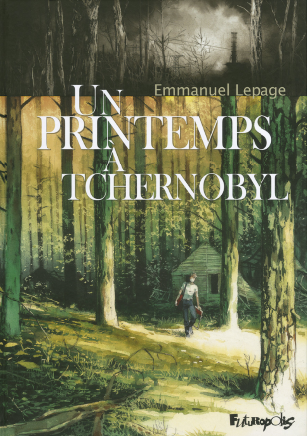 Emmanuel Lepage
UN
PRINTEMPS
À
TCHERNOBYL
Futuropolis